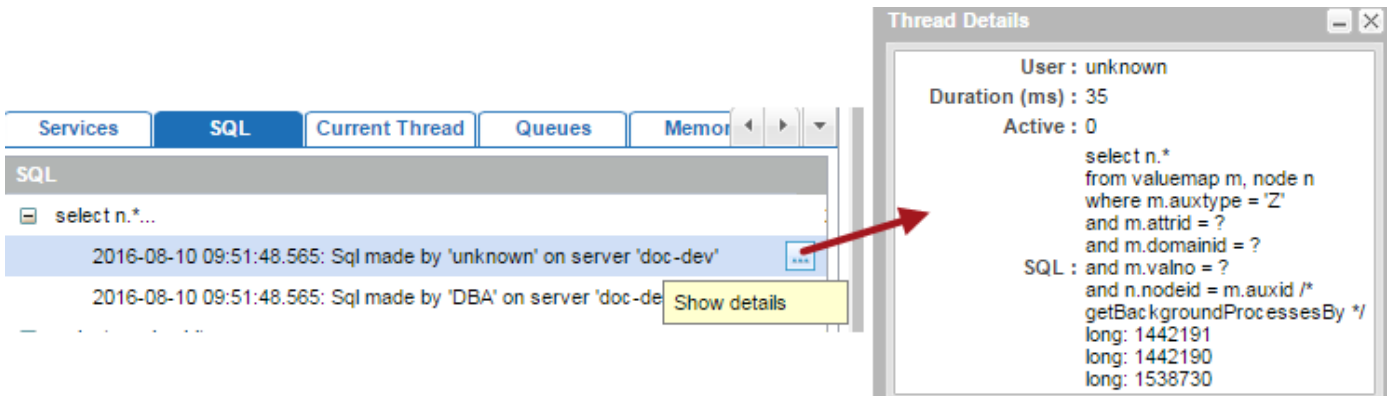 Services SQL Current Thread Queues Memor
SQL
select n.*...
2016-08-10 09:51:48.565: Sql made by 'unknown' on server 'doc-dev'
...
2016-08-10 09:51:48.565: Sql made by 'DBA' on server 'doc-de
Show details
Thread Details
User : unknown
Duration (ms) : 35
Active : 0
select n.*
from valuemap m, node n
where m.auxtype = 'Z'
and m.attrid = ?
and m.domainid = ?
SQL : and m.valno = ?
and n.nodeid = m.auxid /*
getBackgroundProcessesBy */
long: 1442191
long: 1442190
long: 1538730